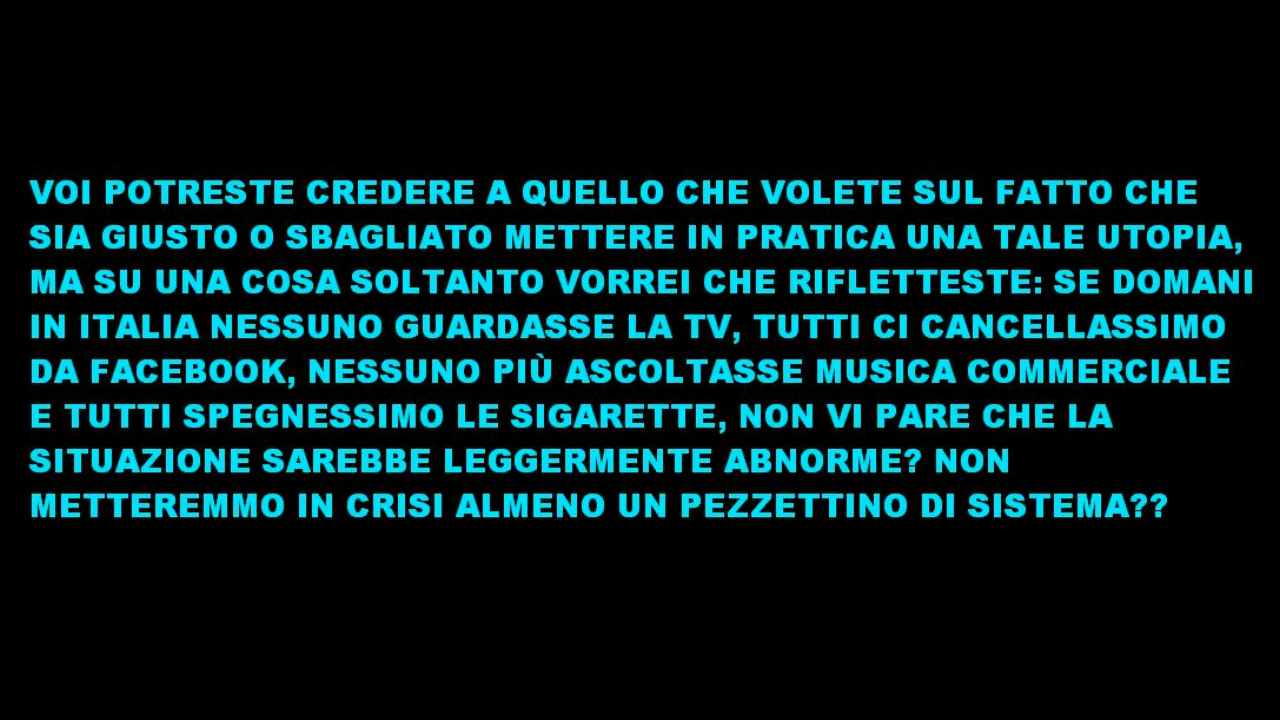 VOI POTRESTE CREDERE A QUELLO CHE VOLETE SUL FATTO CHE
SIA GIUSTO O SBAGLIATO METTERE IN PRATICA UNA TALE UTOPIA,
MA SU UNA COSA SOLTANTO VORREI CHE RIFLETTESTE: SE DOMANI
IN ITALIA NESSUNO GUARDASSE LA TV, TUTTI CI CANCELLASSIMO
DA FACEBOOK, NESSUNO PIÙ ASCOLTASSE MUSICA COMMERCIALE
E TUTTI SPEGNESSIMO LE SIGARETTE, NON VI PARE CHE LA
SITUAZIONE SAREBBE LEGGERMENTE ABNORME? NON
METTEREMMO IN CRISI ALMENO UN PEZZETTINO DI SISTEMA??